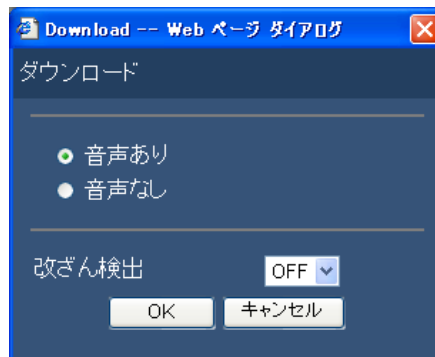 Download -- Web ページ ダイアログ
ダウンロード
音声あり
音声なし
改ざん検出 OFF
OK キャンセル